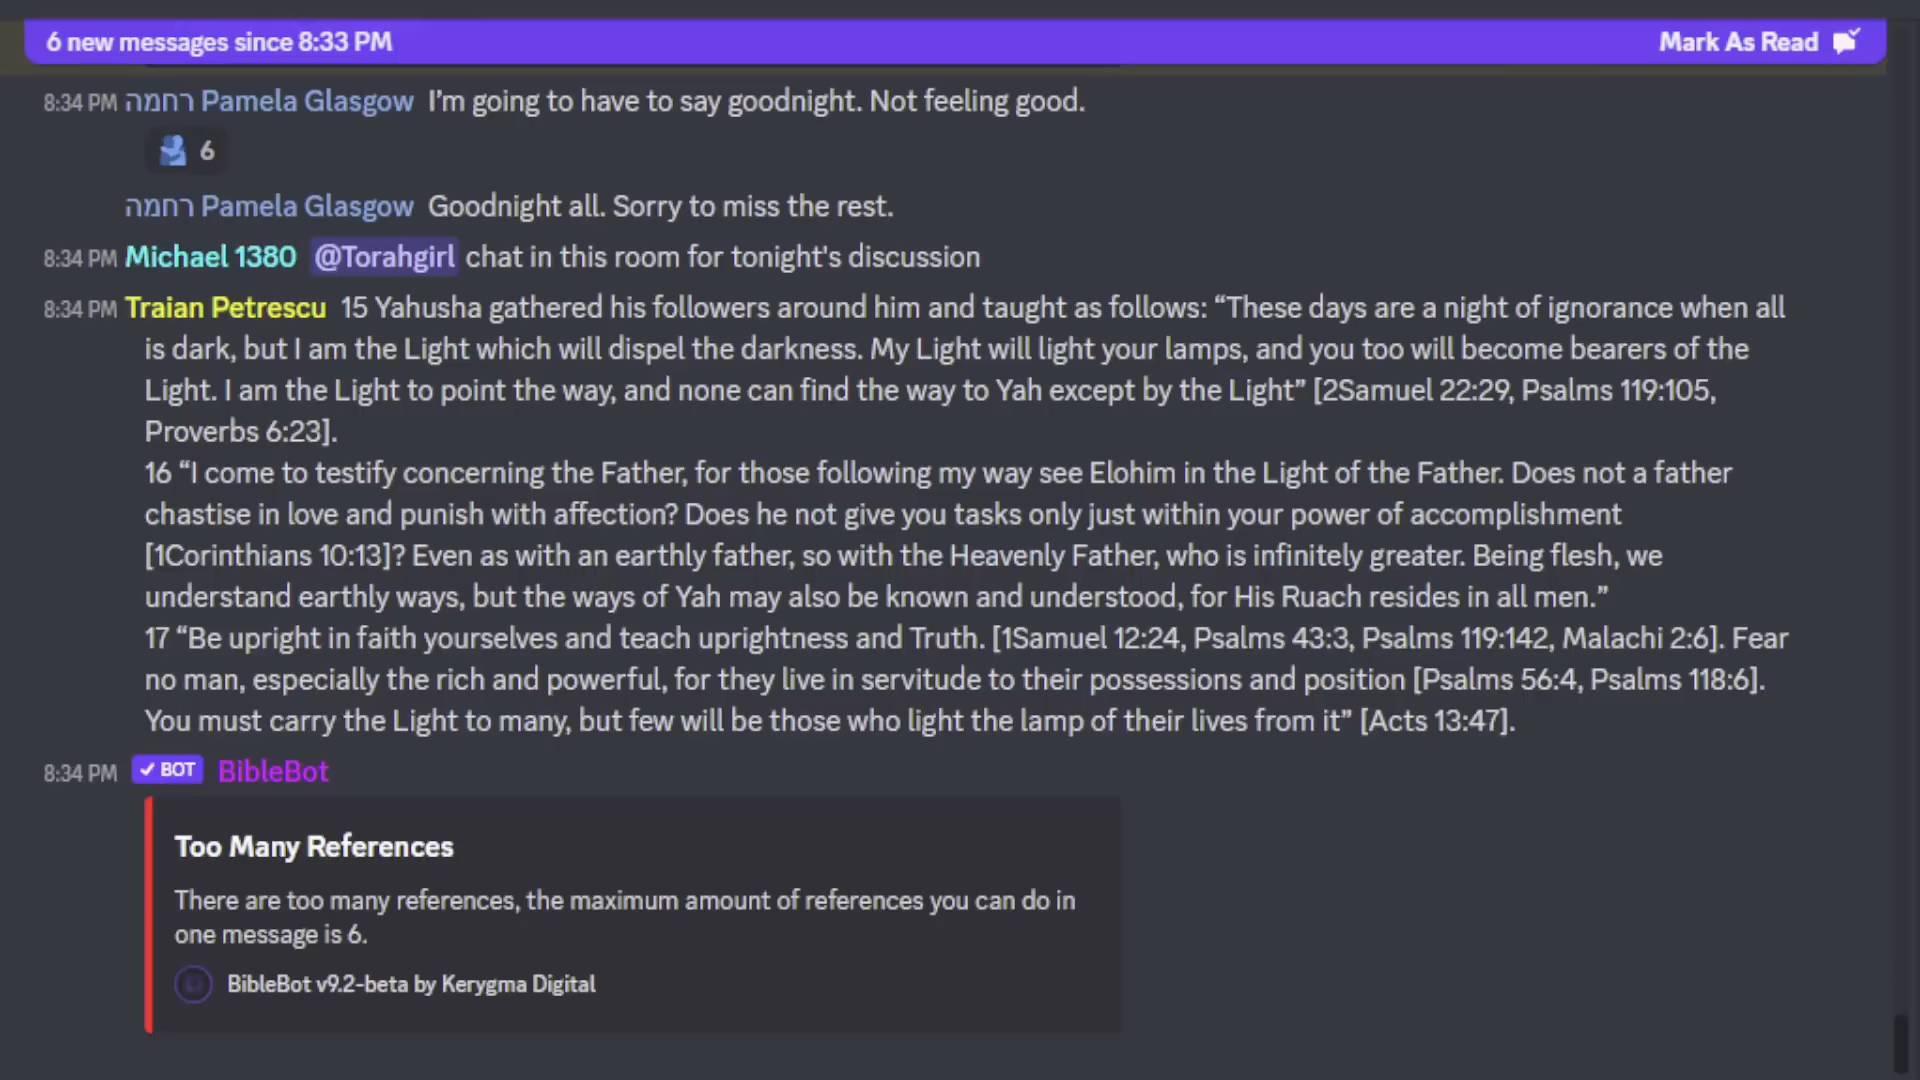 6 new messages since 8:33 PM
Mark As Read
8:34 PM רחמה Pamela Glasgow I'm going to have to say goodnight. Not feeling good.
6
רחמה Pamela Glasgow Goodnight all. Sorry to miss the rest.
8:34 PM Michael 1380 @Torahgirl chat in this room for tonight's discussion
8:34 PM Traian Petrescu 15 Yahusha gathered his followers around him and taught as follows: “These days are a night of ignorance when all
is dark, but I am the Light which will dispel the darkness. My Light will light your lamps, and you too will become bearers of the
Light. I am the Light to point the way, and none can find the way to Yah except by the Light” [2Samuel 22:29, Psalms 119:105,
Proverbs 6:23].
16 “I come to testify concerning the Father, for those following my way see Elohim in the Light of the Father. Does not a father
chastise in love and punish with affection? Does he not give you tasks only just within your power of accomplishment
[1Corinthians 10:13]? Even as with an earthly father, so with the Heavenly Father, who is infinitely greater. Being flesh, we
understand earthly ways, but the ways of Yah may also be known and understood, for His Ruach resides in all men.”
17 “Be upright in faith yourselves and teach uprightness and Truth. [1Samuel 12:24, Psalms 43:3, Psalms 119:142, Malachi 2:6]. Fear
no man, especially the rich and powerful, for they live in servitude to their possessions and position [Psalms 56:4, Psalms 118:6].
You must carry the Light to many, but few will be those who light the lamp of their lives from it” [Acts 13:47].
8:34 PM BOT BibleBot
Too Many References
There are too many references, the maximum amount of references you can do in
one message is 6.
BibleBot v9.2-beta by Kerygma Digital